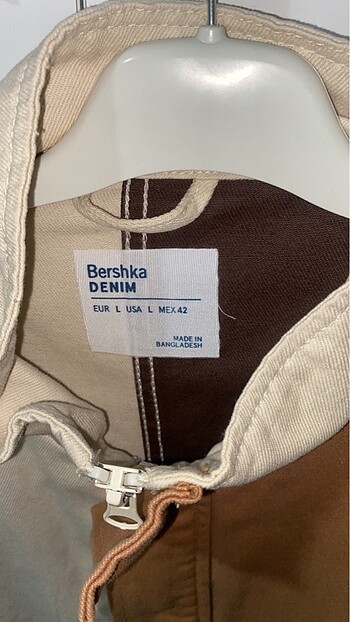 Bershka
DENIM
EUR L USA L MEX 42
MADE IN
BANGLADESH